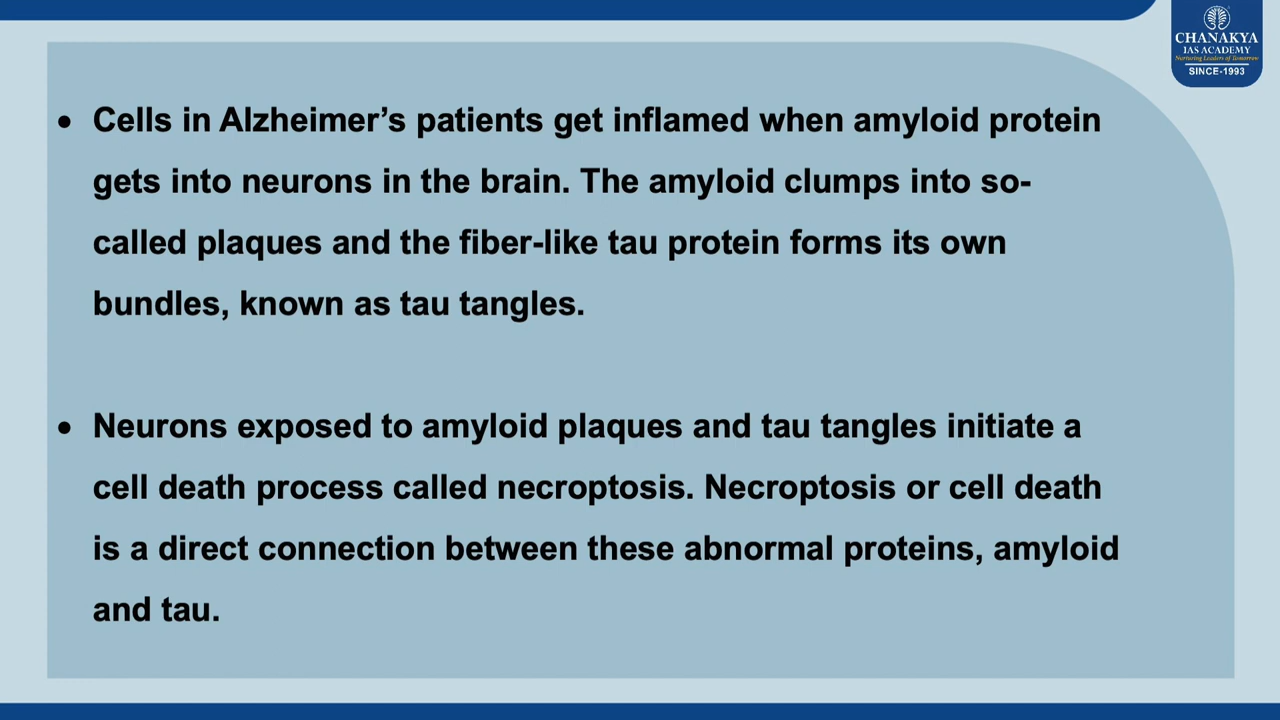 CHANAKYA
IAS ACADEMY
Nurturing Leaders of Tomorrow
SINCE-1993
• Cells in Alzheimer’s patients get inflamed when amyloid protein
gets into neurons in the brain. The amyloid clumps into so-
called plaques and the fiber-like tau protein forms its own
bundles, known as tau tangles.
• Neurons exposed to amyloid plaques and tau tangles initiate a
cell death process called necroptosis. Necroptosis or cell death
is a direct connection between these abnormal proteins, amyloid
and tau.